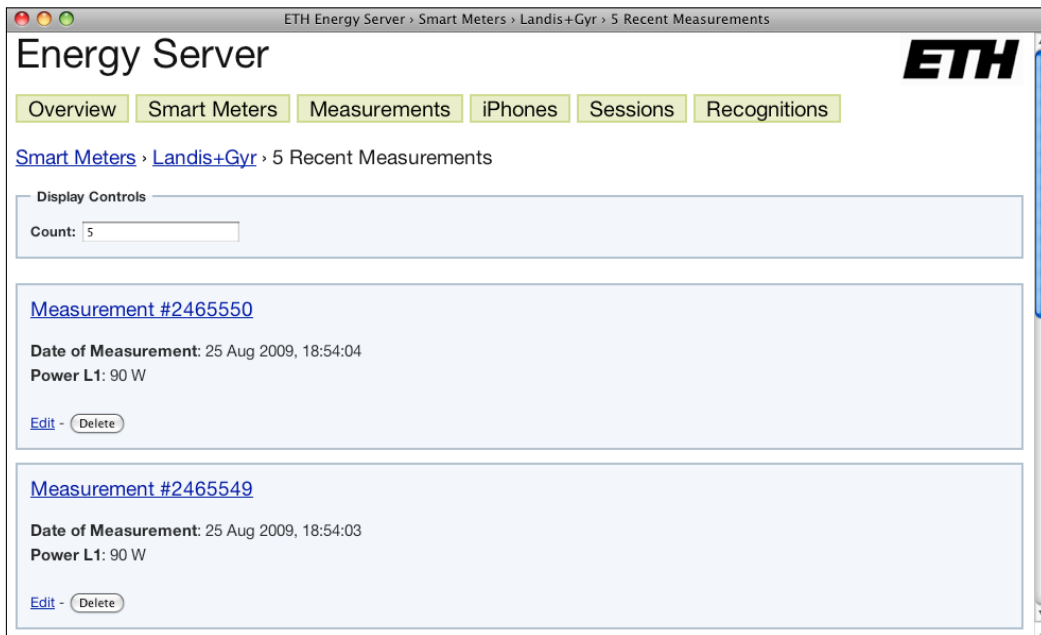 ETH Energy Server › Smart Meters › Landis+Gyr › 5 Recent Measurements
Energy Server
ETH
Overview Smart Meters Measurements iPhones Sessions Recognitions
Smart Meters › Landis+Gyr › 5 Recent Measurements
Display Controls
Count: 5
Measurement #2465550
Date of Measurement: 25 Aug 2009, 18:54:04
Power L1: 90 W
Edit - Delete
Measurement #2465549
Date of Measurement: 25 Aug 2009, 18:54:03
Power L1: 90 W
Edit - Delete